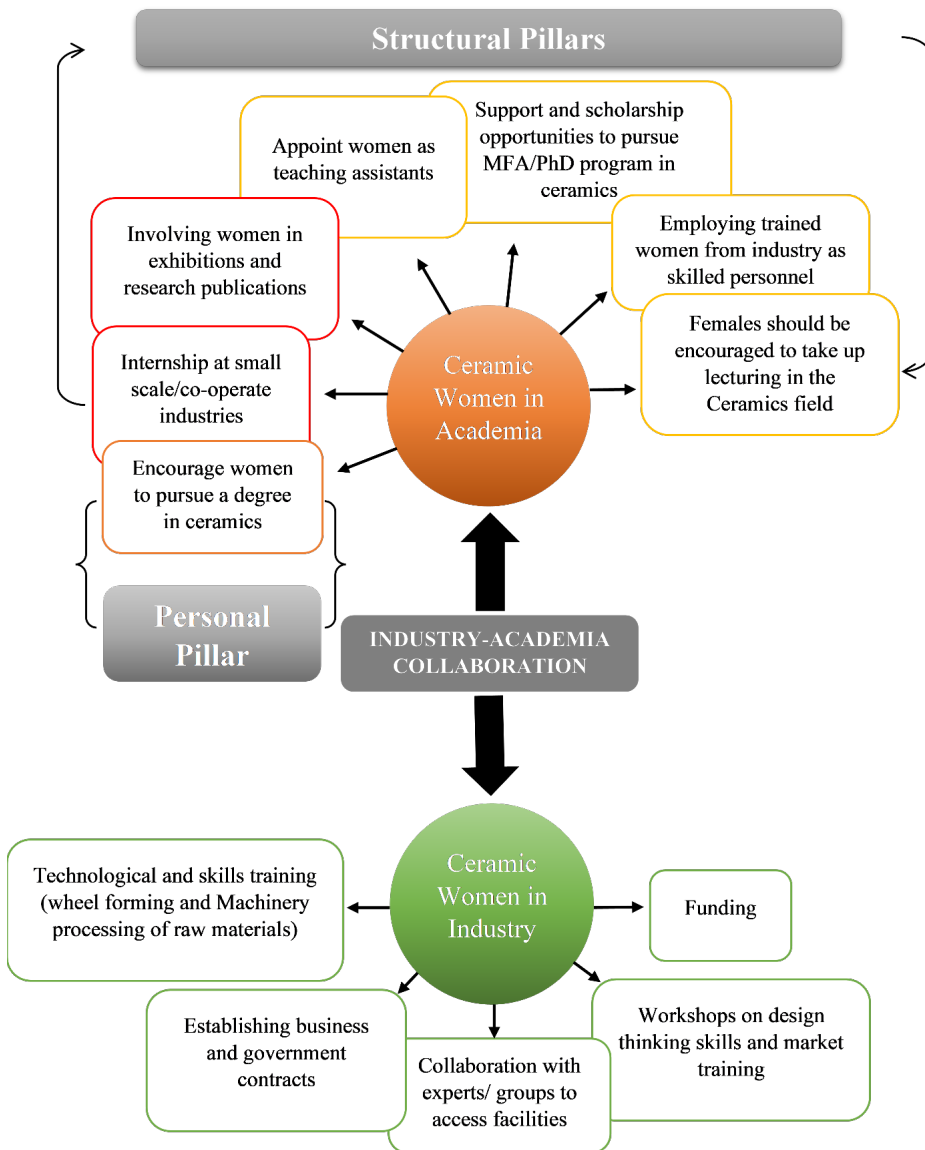 Structural Pillars
Support and scholarship
opportunities to pursue
MFA/PhD program in
ceramics
Appoint women as
teaching assistants
Involving women in
exhibitions and
research publications
Employing trained
women from industry as
skilled personnel
Females should be
encouraged to take up
lecturing in the
Ceramics field
Internship at small
scale/co-operate
industries
Ceramic
Women in
Academia
Encourage women
to pursue a degree
in ceramics
Personal
Pillar
INDUSTRY-ACADEMIA
COLLABORATION
Ceramic
Women in
Industry
Technological and skills training
(wheel forming and Machinery
processing of raw materials)
Funding
Establishing business
and government
contracts
Collaboration with
experts/ groups to
access facilities
Workshops on design
thinking skills and market
training